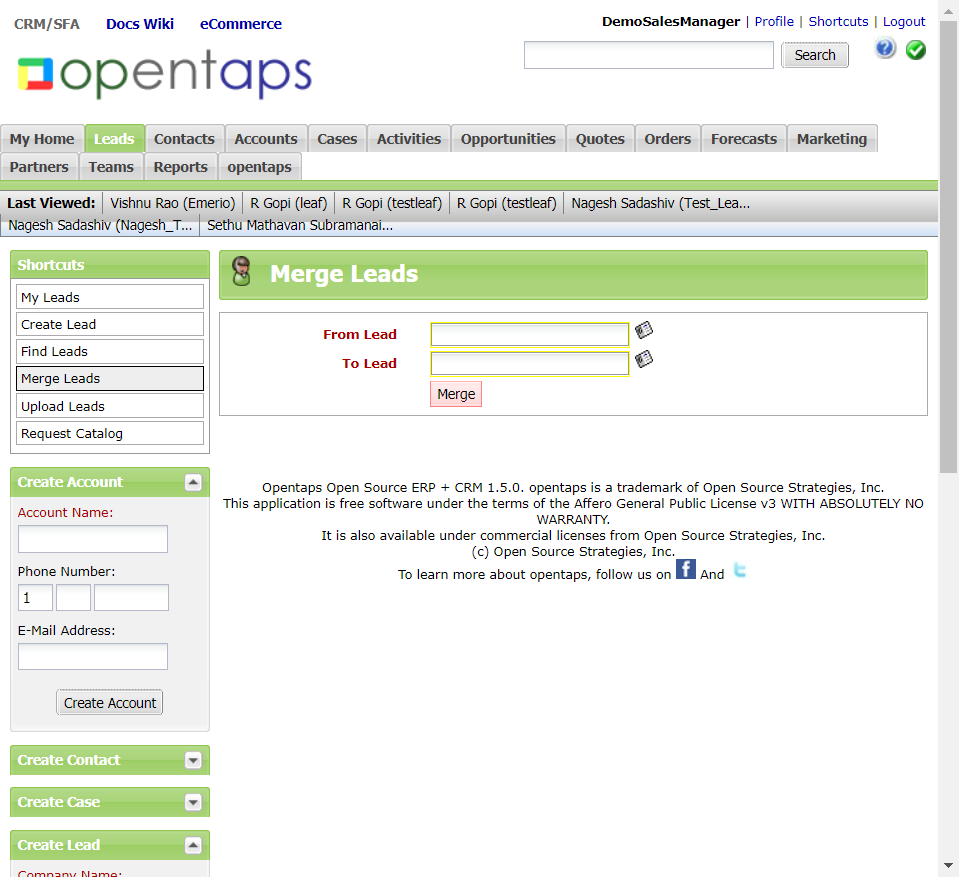 CRM/SFA Docs Wiki eCommerce
DemoSalesManager | Profile | Shortcuts | Logout
opentaps
Search
My Home Leads Contacts Accounts Cases Activities Opportunities Quotes Orders Forecasts Marketing
Partners Teams Reports opentaps
Last Viewed: Vishnu Rao (Emerio) R Gopi (leaf) R Gopi (testleaf) R Gopi (testleaf) Nagesh Sadashiv (Test_Lea...
Nagesh Sadashiv (Nagesh_T... Sethu Mathavan Subramanai...
Shortcuts
My Leads
Create Lead
Find Leads
Merge Leads
Upload Leads
Request Catalog
Create Account
Account Name:
Phone Number:
1
E-Mail Address:
Create Account
Create Contact
Create Case
Create Lead
Company Name:
Merge Leads
From Lead
To Lead
Merge
Opentaps Open Source ERP + CRM 1.5.0. opentaps is a trademark of Open Source Strategies, Inc.
This application is free software under the terms of the Affero General Public License v3 WITH ABSOLUTELY NO
WARRANTY.
It is also available under commercial licenses from Open Source Strategies, Inc.
(c) Open Source Strategies, Inc.
To learn more about opentaps, follow us on f And t